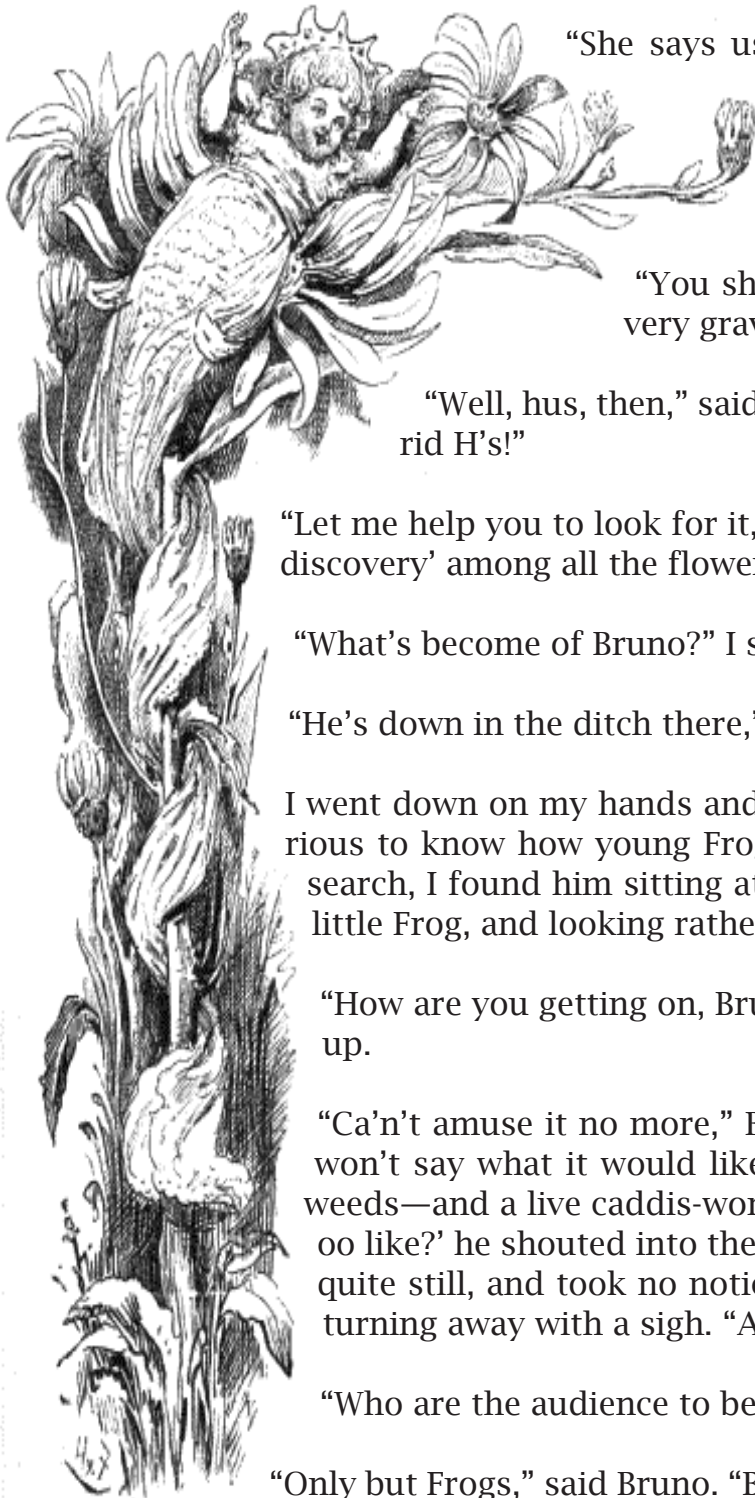 “She says us
“You sh
very grav
“Well, hus, then,” said
rid H's!”
“Let me help you to look for it,
discovery’ among all the flower
“What’s become of Bruno?” I s
“He’s down in the ditch there,”
I went down on my hands and
rious to know how young Fro
search, I found him sitting at
little Frog, and looking rathe
“How are you getting on, Bru
up.
“Ca’n’t amuse it no more,” B
won’t say what it would like
weeds—and a live caddis-wor
oo like?’ he shouted into the
quite still, and took no notic
turning away with a sigh. “A
“Who are the audience to be
“Only but Frogs,” said Bruno. “B